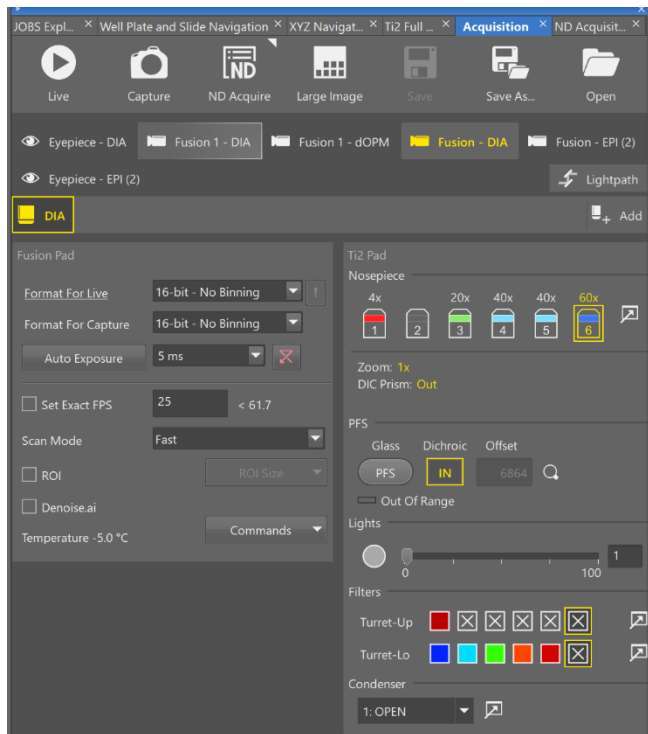 JOBS Expl... Well Plate and Slide Navigation XYZ Navigat... Ti2 Full ... Acquisition ND Acquisit...
ND
Live Capture ND Acquire Large Image Save Save As... Open
Eyepiece - DIA Fusion 1 - DIA Fusion 1 - dOPM Fusion - DIA Fusion - EPI (2)
Eyepiece - EPI (2) Lightpath
DIA Add
Fusion Pad
Format For Live 16-bit - No Binning 1
Format For Capture 16-bit - No Binning
Auto Exposure 5 ms
Set Exact FPS 25 < 61.7
Scan Mode Fast
ROI ROI Size
Denoise.ai
Temperature -5.0 °C Commands
Ti2 Pad
Nosepiece
4x 20x 40x 40x 60x
1 2 3 4 5 6
Zoom: 1x
DIC Prism: Out
PFS
Glass Dichroic Offset
PFS IN 6864
Out Of Range
Lights
1
0 100
Filters
Turret-Up
Turret-Lo
Condenser
1: OPEN